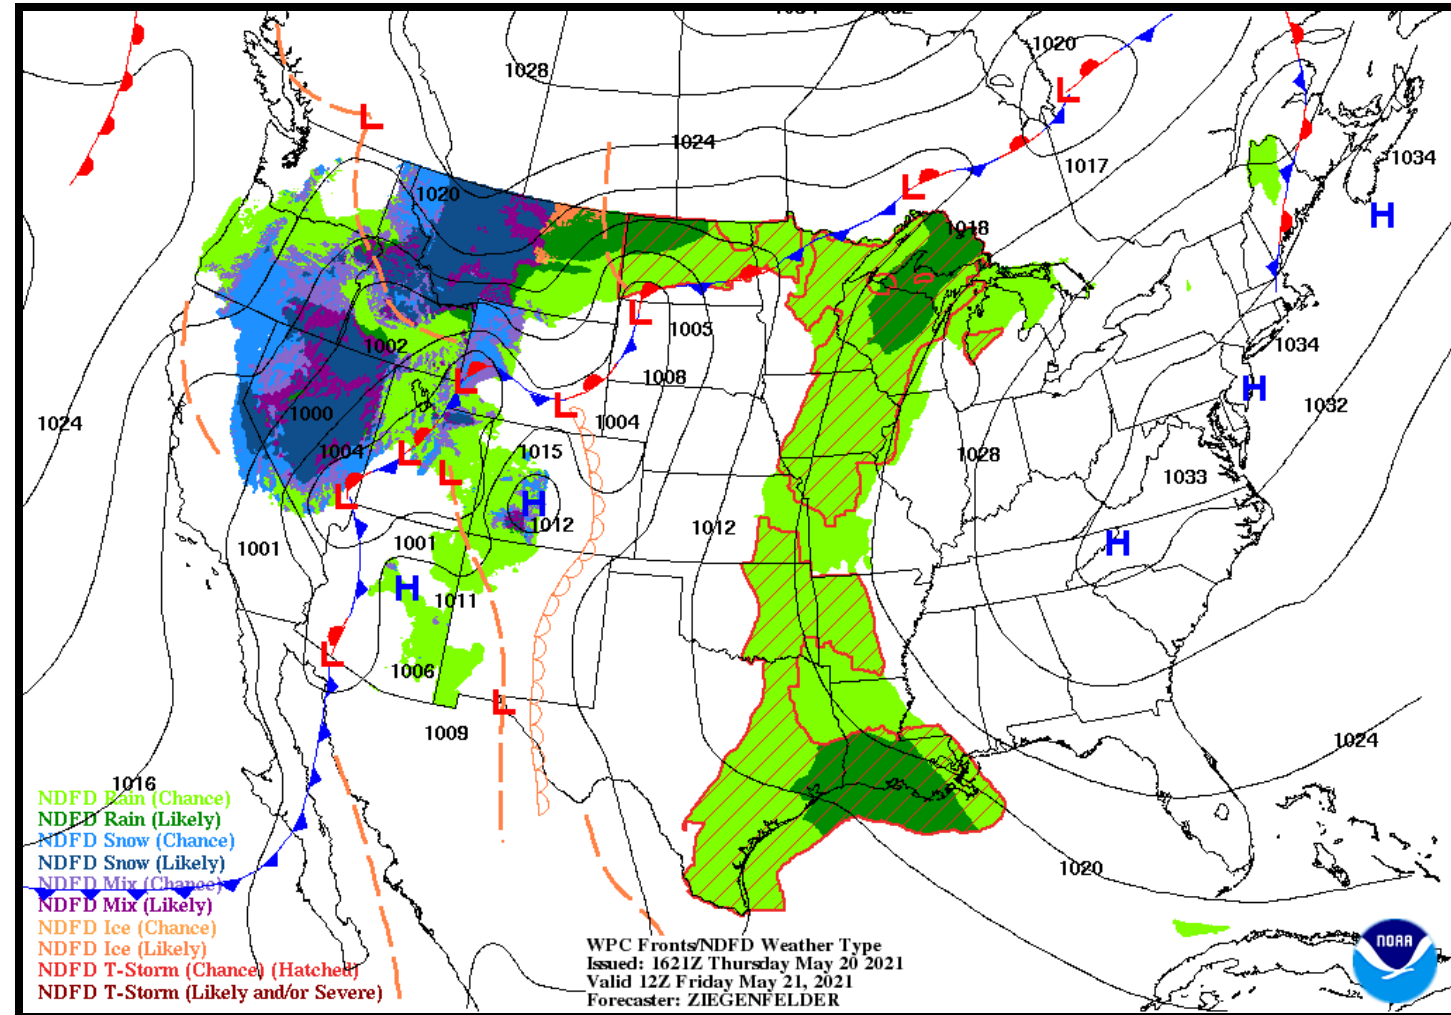 1020
1028
1024
1017
1034
H
L
L
L
1020
1018
1002
1005
1008
1004
1034
H
1032
1024
1000
1004
L
L
L
L
1015
1028
1033
L
L
H
1012
1012
H
1001
1001
H
1011
L
1006
L
1009
1024
1016
1020
NDFD Rain (Chance)
NDFD Rain (Likely)
NDFD Snow (Chance)
NDFD Snow (Likely)
NDFD Mix (Chance)
NDFD Mix (Likely)
NDFD Ice (Chance)
NDFD Ice (Likely)
NDFD T-Storm (Chance) (Hatched)
NDFD T-Storm (Likely and/or Severe)
WPC Fronts/NDFD Weather Type
Issued: 1621Z Thursday May 20 2021
Valid 12Z Friday May 21, 2021
Forecaster: ZIEGENFELDER
NOAA